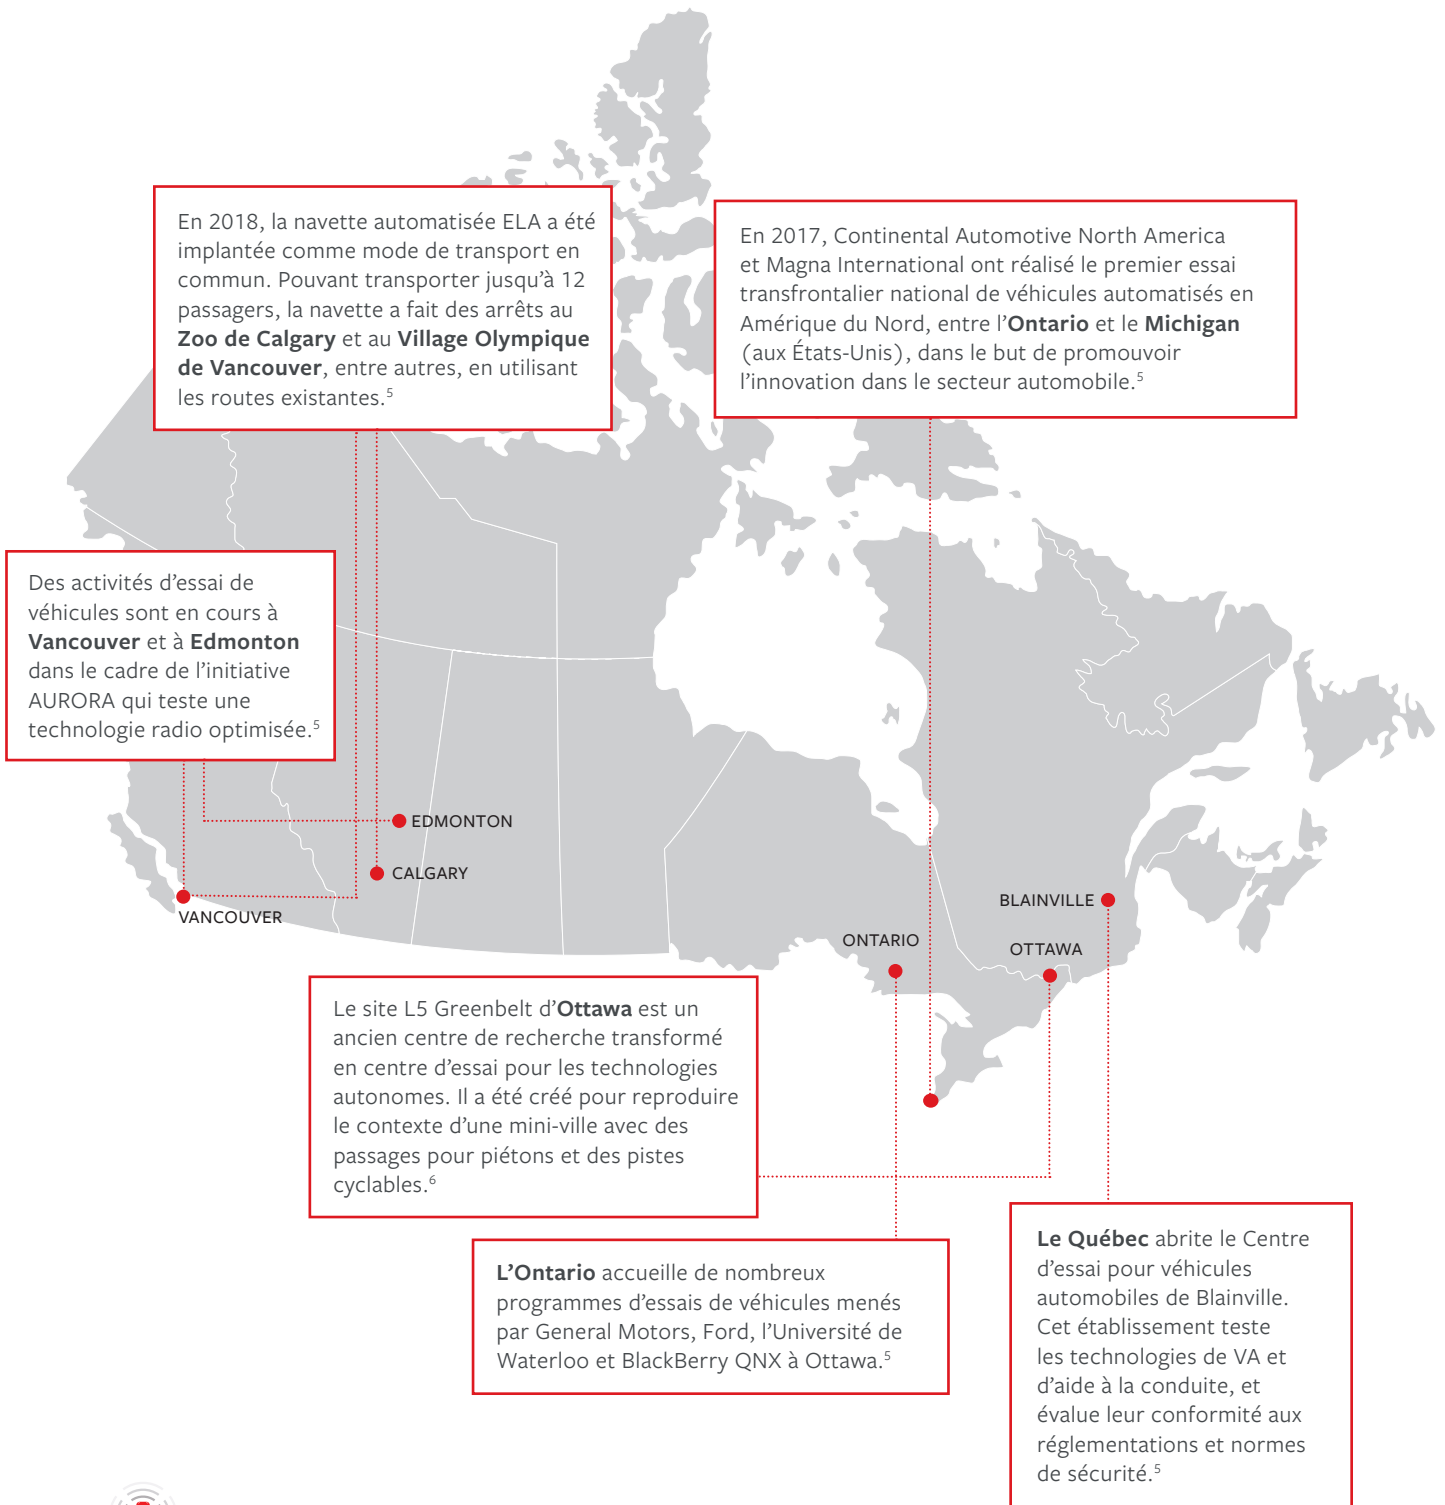 En 2018, la navette automatisée ELA a été
implantée comme mode de transport en
commun. Pouvant transporter jusqu’à 12
passagers, la navette a fait des arrêts au
Zoo de Calgary et au Village Olympique
de Vancouver, entre autres, en utilisant
les routes existantes.5
En 2017, Continental Automotive North America
et Magna International ont réalisé le premier essai
transfrontalier national de véhicules automatisés en
Amérique du Nord, entre l’Ontario et le Michigan
(aux États-Unis), dans le but de promouvoir
l’innovation dans le secteur automobile.5
Des activités d’essai de
véhicules sont en cours à
Vancouver et à Edmonton
dans le cadre de l’initiative
AURORA qui teste une
technologie radio optimisée.5
EDMONTON
CALGARY
VANCOUVER
BLAINVILLE
ONTARIO
OTTAWA
Le site L5 Greenbelt d’Ottawa est un
ancien centre de recherche transformé
en centre d’essai pour les technologies
autonomes. Il a été créé pour reproduire
le contexte d’une mini-ville avec des
passages pour piétons et des pistes
cyclables.6
L’Ontario accueille de nombreux
programmes d’essais de véhicules menés
par General Motors, Ford, l’Université de
Waterloo et BlackBerry QNX à Ottawa.5
Le Québec abrite le Centre
d’essai pour véhicules
automobiles de Blainville.
Cet établissement teste
les technologies de VA et
d’aide à la conduite, et
évalue leur conformité aux
réglementations et normes
de sécurité.5